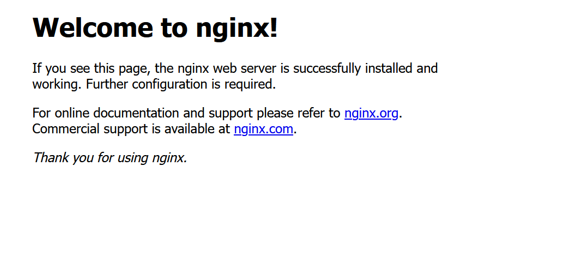 Welcome to nginx!
If you see this page, the nginx web server is successfully installed and
working. Further configuration is required.
For online documentation and support please refer to nginx.org.
Commercial support is available at nginx.com.
Thank you for using nginx.